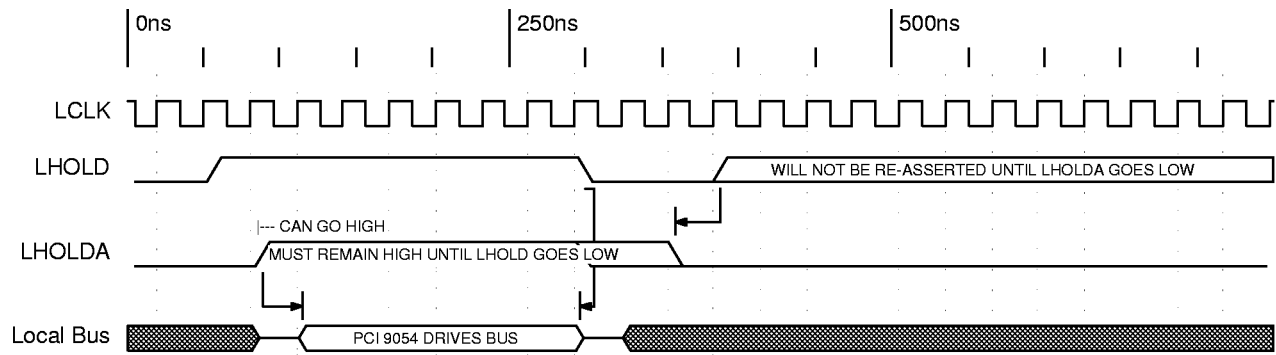 0ns 250ns 500ns
LCLK
LHOLD WILL NOT BE RE-ASSERTED UNTIL LHOLDA GOES LOW
|--- CAN GO HIGH
LHOLDA MUST REMAIN HIGH UNTIL LHOLD GOES LOW
Local Bus PCI 9054 DRIVES BUS